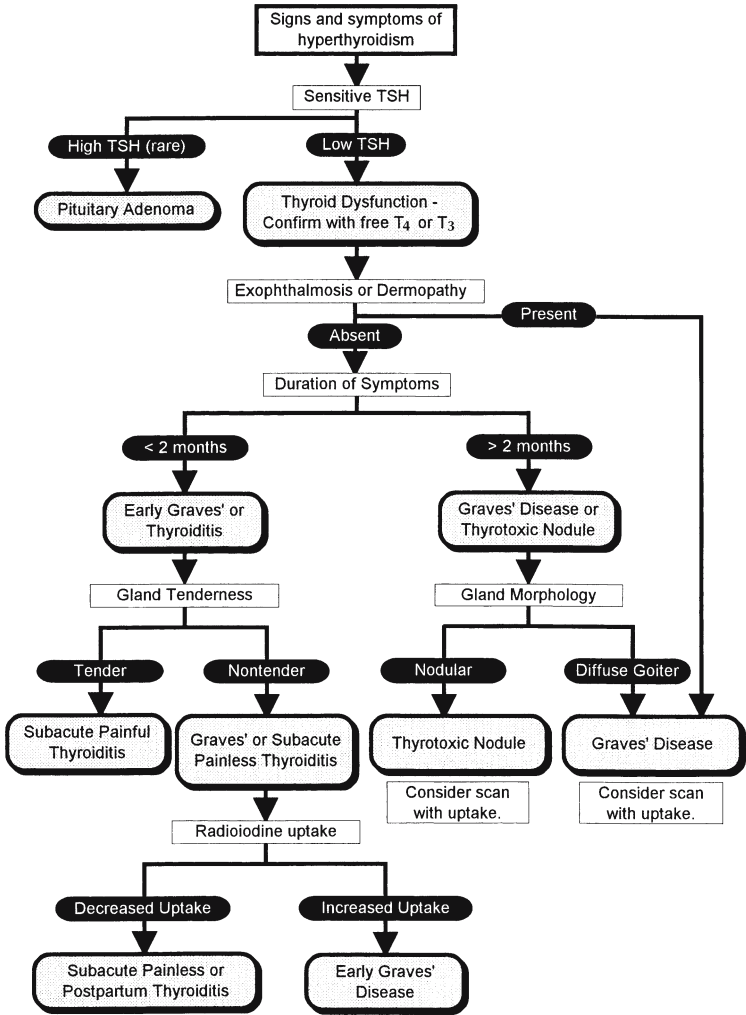 Signs and symptoms of
hyperthyroidism
Sensitive TSH
High TSH (rare)
Low TSH
Pituitary Adenoma
Thyroid Dysfunction -
Confirm with free T4 or T3
Exophthalmosis or Dermopathy
Present
Absent
Duration of Symptoms
< 2 months
> 2 months
Early Graves' or
Thyroiditis
Graves' Disease or
Thyrotoxic Nodule
Gland Tenderness
Gland Morphology
Tender
Nontender
Nodular
Diffuse Goiter
Subacute Painful
Thyroiditis
Graves' or Subacute
Painless Thyroiditis
Thyrotoxic Nodule
Graves' Disease
Consider scan
with uptake.
Consider scan
with uptake.
Radioiodine uptake
Decreased Uptake
Increased Uptake
Subacute Painless or
Postpartum Thyroiditis
Early Graves'
Disease